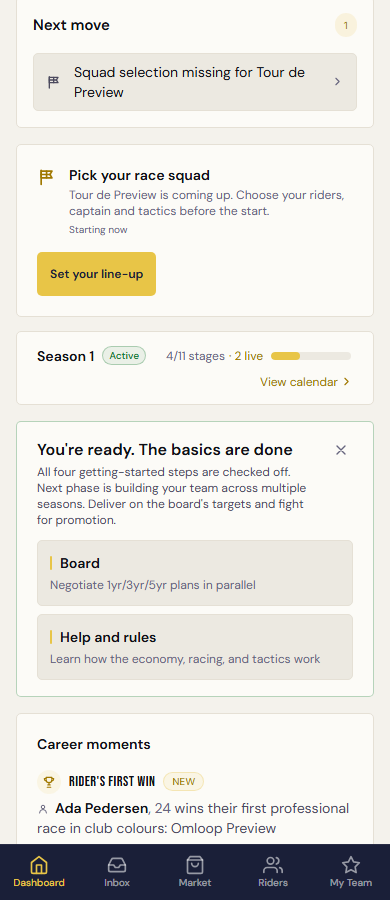 Next move
1
Squad selection missing for Tour de
Preview
Pick your race squad
Tour de Preview is coming up. Choose your riders,
captain and tactics before the start.
Starting now
Set your line-up
Season 1 Active 4/11 stages · 2 live
View calendar
You're ready. The basics are done
All four getting-started steps are checked off.
Next phase is building your team across multiple
seasons. Deliver on the board's targets and fight
for promotion.
Board
Negotiate 1yr/3yr/5yr plans in parallel
Help and rules
Learn how the economy, racing, and tactics work
Career moments
RIDER'S FIRST WIN NEW
Ada Pedersen, 24 wins their first professional
race in club colours: Omloop Preview
Dashboard Inbox Market Riders My Team